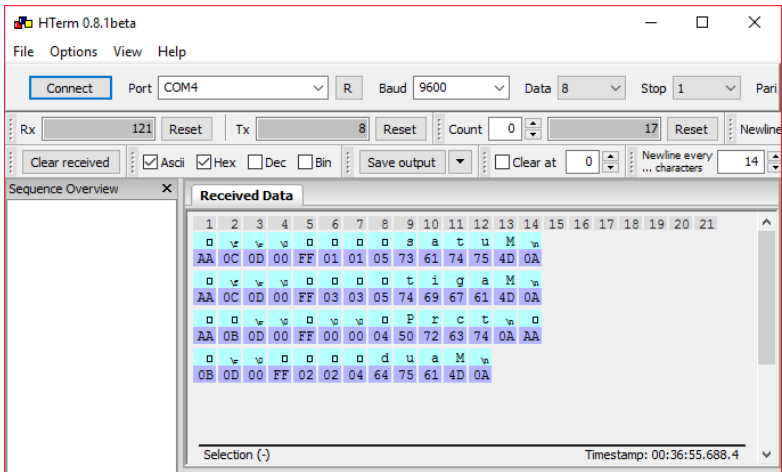 HTerm 0.8.1beta
File Options View Help
Connect Port COM4 R Baud 9600 Data 8 Stop 1 Pari
Rx 121 Reset Tx 8 Reset Count 0 17 Reset Newline
Clear received Ascii Hex Dec Bin Save output Clear at 0 Newline every ... characters 14
Sequence Overview X Received Data
1 2 3 4 5 6 7 8 9 10 11 12 13 14 15 16 17 18 19 20 21
\f \r \0 s a t u M \n
AA 0C 0D 00 FF 01 01 05 73 61 74 75 4D 0A
\f \r \0 t i g a M \n
AA 0C 0D 00 FF 03 03 05 74 69 67 61 4D 0A
\r \0 \0 \0 P r c t \n
AA 0B 0D 00 FF 00 00 04 50 72 63 74 0A AA
\r \0 d u a M \n
0B 0D 00 FF 02 02 04 64 75 61 4D 0A
Selection (-) Timestamp: 00:36:55.688.4